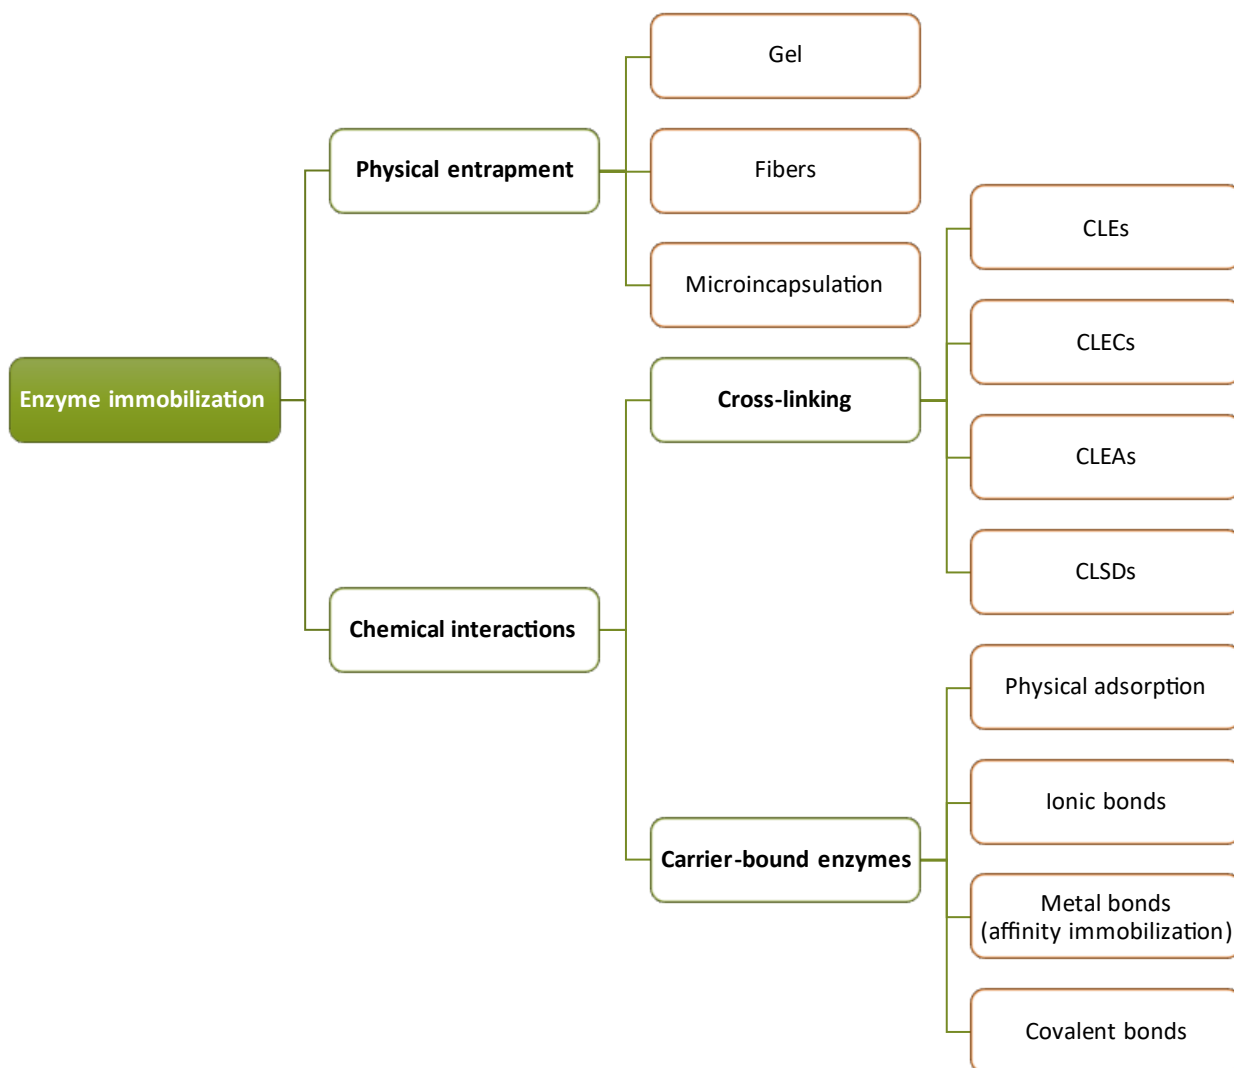 Enzyme immobilization
Physical entrapment
Gel
Fibers
Microincapsulation
Chemical interactions
Cross-linking
CLEs
CLECs
CLEAs
CLSDs
Carrier-bound enzymes
Physical adsorption
Ionic bonds
Metal bonds
(affinity immobilization)
Covalent bonds